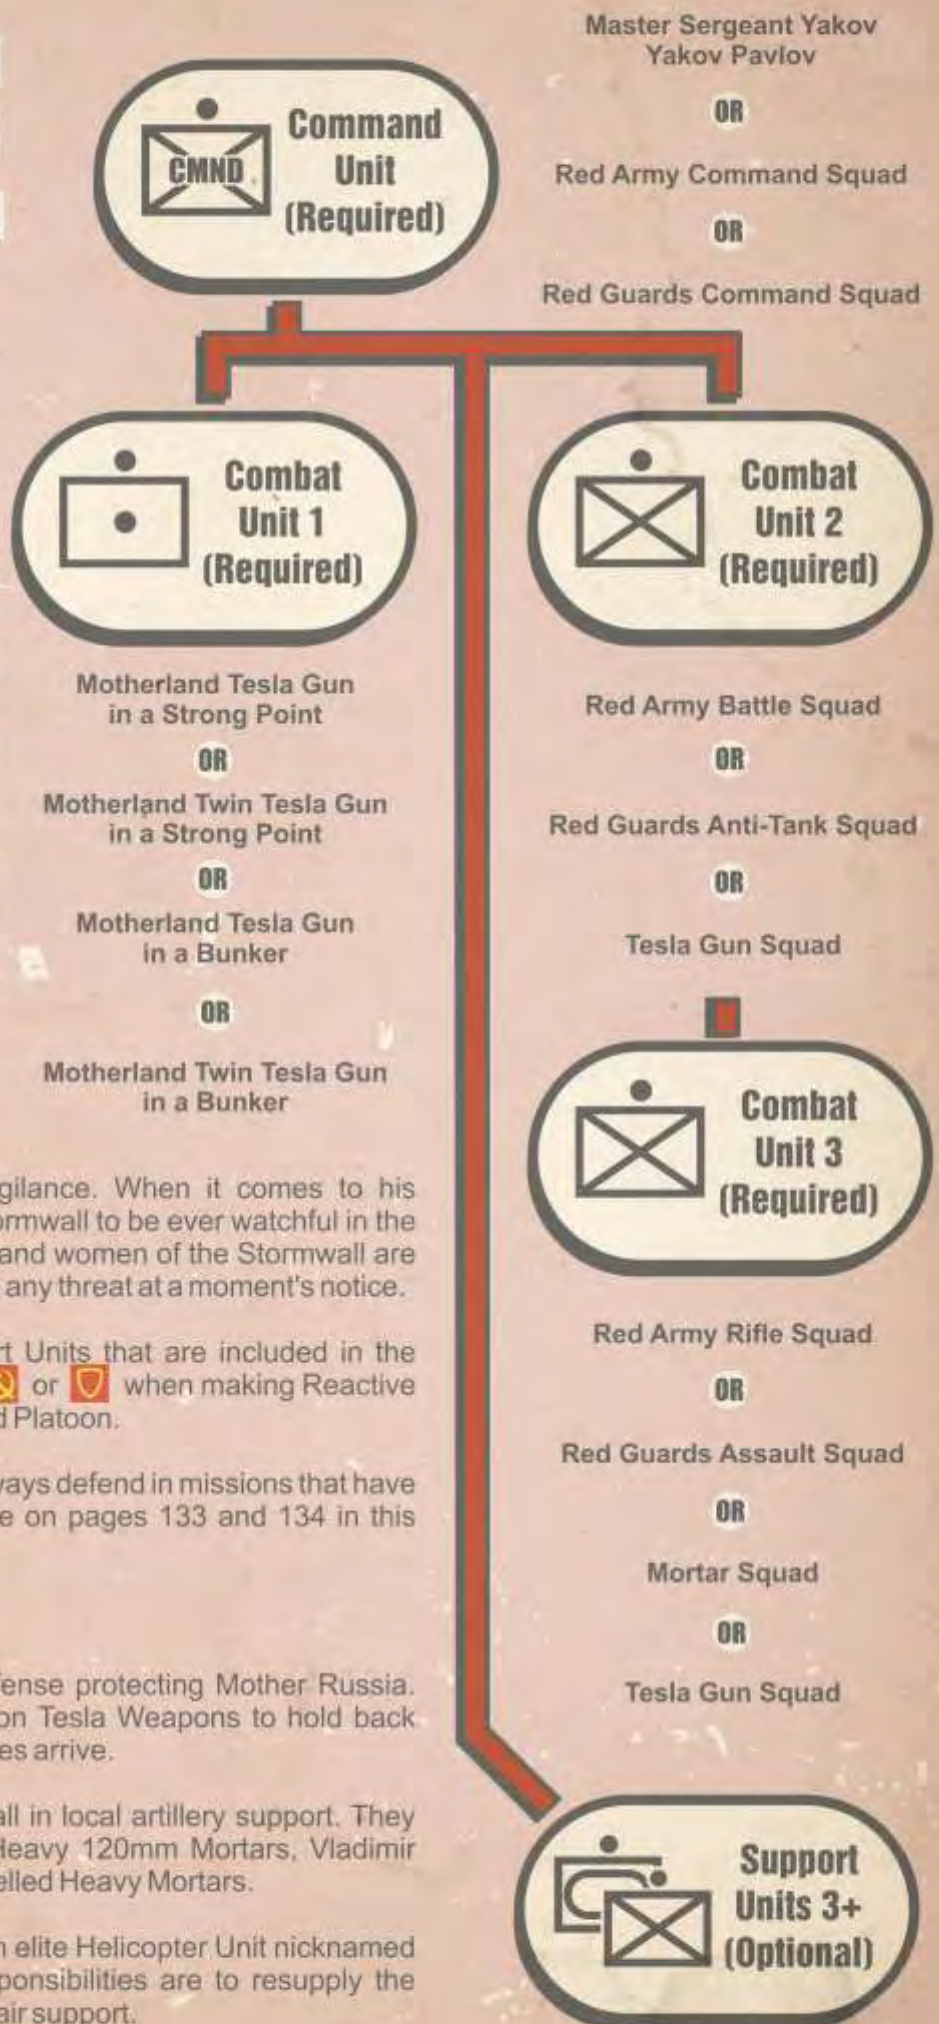 Master Sergeant Yakov
Yakov Pavlov
OR
Red Army Command Squad
OR
Red Guards Command Squad
CMND
Command
Unit
(Required)
Combat
Unit 1
(Required)
Motherland Tesla Gun
in a Strong Point
OR
Motherland Twin Tesla Gun
in a Strong Point
OR
Motherland Tesla Gun
in a Bunker
OR
Motherland Twin Tesla Gun
in a Bunker
Combat
Unit 2
(Required)
Red Army Battle Squad
OR
Red Guards Anti-Tank Squad
OR
Tesla Gun Squad
Combat
Unit 3
(Required)
Red Army Rifle Squad
OR
Red Guards Assault Squad
OR
Mortar Squad
OR
Tesla Gun Squad
Support
Units 3+
(Optional)
When it comes to his
to be ever watchful in the
and women of the Stormwall are
any threat at a moment's notice.
Units that are included in the
or when making Reactive
Platoon.
defend in missions that have
on pages 133 and 134 in this
protecting Mother Russia.
on Tesla Weapons to hold back
arrive.
in local artillery support. They
Heavy 120mm Mortars, Vladimir
Heavy Mortars.
elite Helicopter Unit nicknamed
are to resupply the
air support.